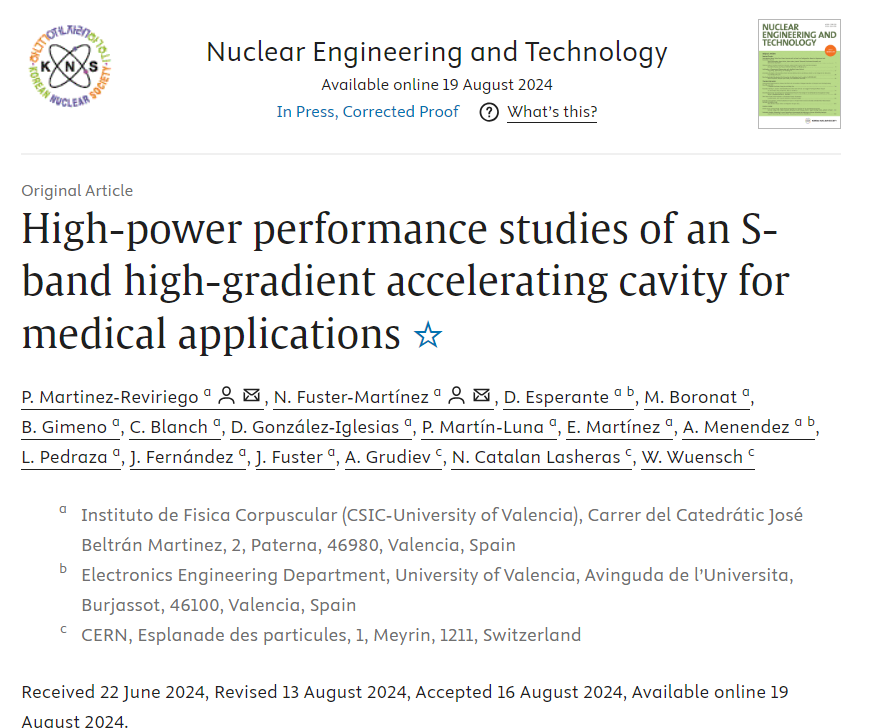 KNS
KOREAN NUCLEAR SOCIETY
Nuclear Engineering and Technology
Available online 19 August 2024
In Press, Corrected Proof ? What's this?
NUCLEAR
ENGINEERING AND
TECHNOLOGY
Original Article
High-power performance studies of an S-
band high-gradient accelerating cavity for
medical applications ☆
P. Martinez-Reviriego a, N. Fuster-Martínez a, D. Esperante a b, M. Boronat a,
B. Gimeno a, C. Blanch a, D. González-Iglesias a, P. Martín-Luna a, E. Martínez a, A. Menendez a b,
L. Pedraza a, J. Fernández a, J. Fuster a, A. Grudiev c, N. Catalan Lasheras c, W. Wuensch c
a Instituto de Fisica Corpuscular (CSIC-University of Valencia), Carrer del Catedrátic José
Beltrán Martinez, 2, Paterna, 46980, Valencia, Spain
b Electronics Engineering Department, University of Valencia, Avinguda de l'Universita,
Burjassot, 46100, Valencia, Spain
c CERN, Esplanade des particules, 1, Meyrin, 1211, Switzerland
Received 22 June 2024, Revised 13 August 2024, Accepted 16 August 2024, Available online 19
August 2024.